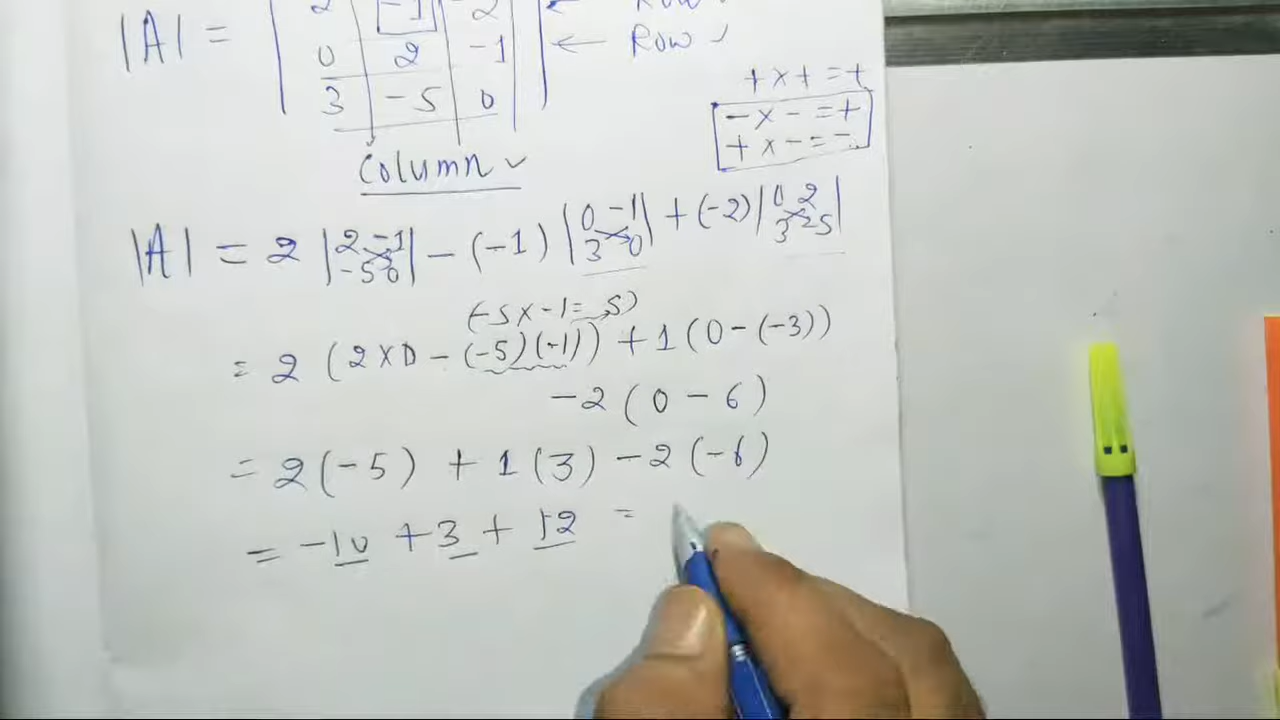 2 -1 -2 ←
|A| = 0 2 -1 ← Row ✓
3 -5 0
+ x + = +
- x - = +
+ x - = -
Column ✓
|A| = 2 |2 -1 -5 0| - (-1) |0 -1 3 0| + (-2) |0 2 3 -5|
(-5 x -1 = 5)
= 2 (2 x 0 - (-5)(-1)) + 1 (0 - (-3))
-2 (0 - 6)
= 2 (-5) + 1 (3) - 2 (-6)
= -10 + 3 + 12 =